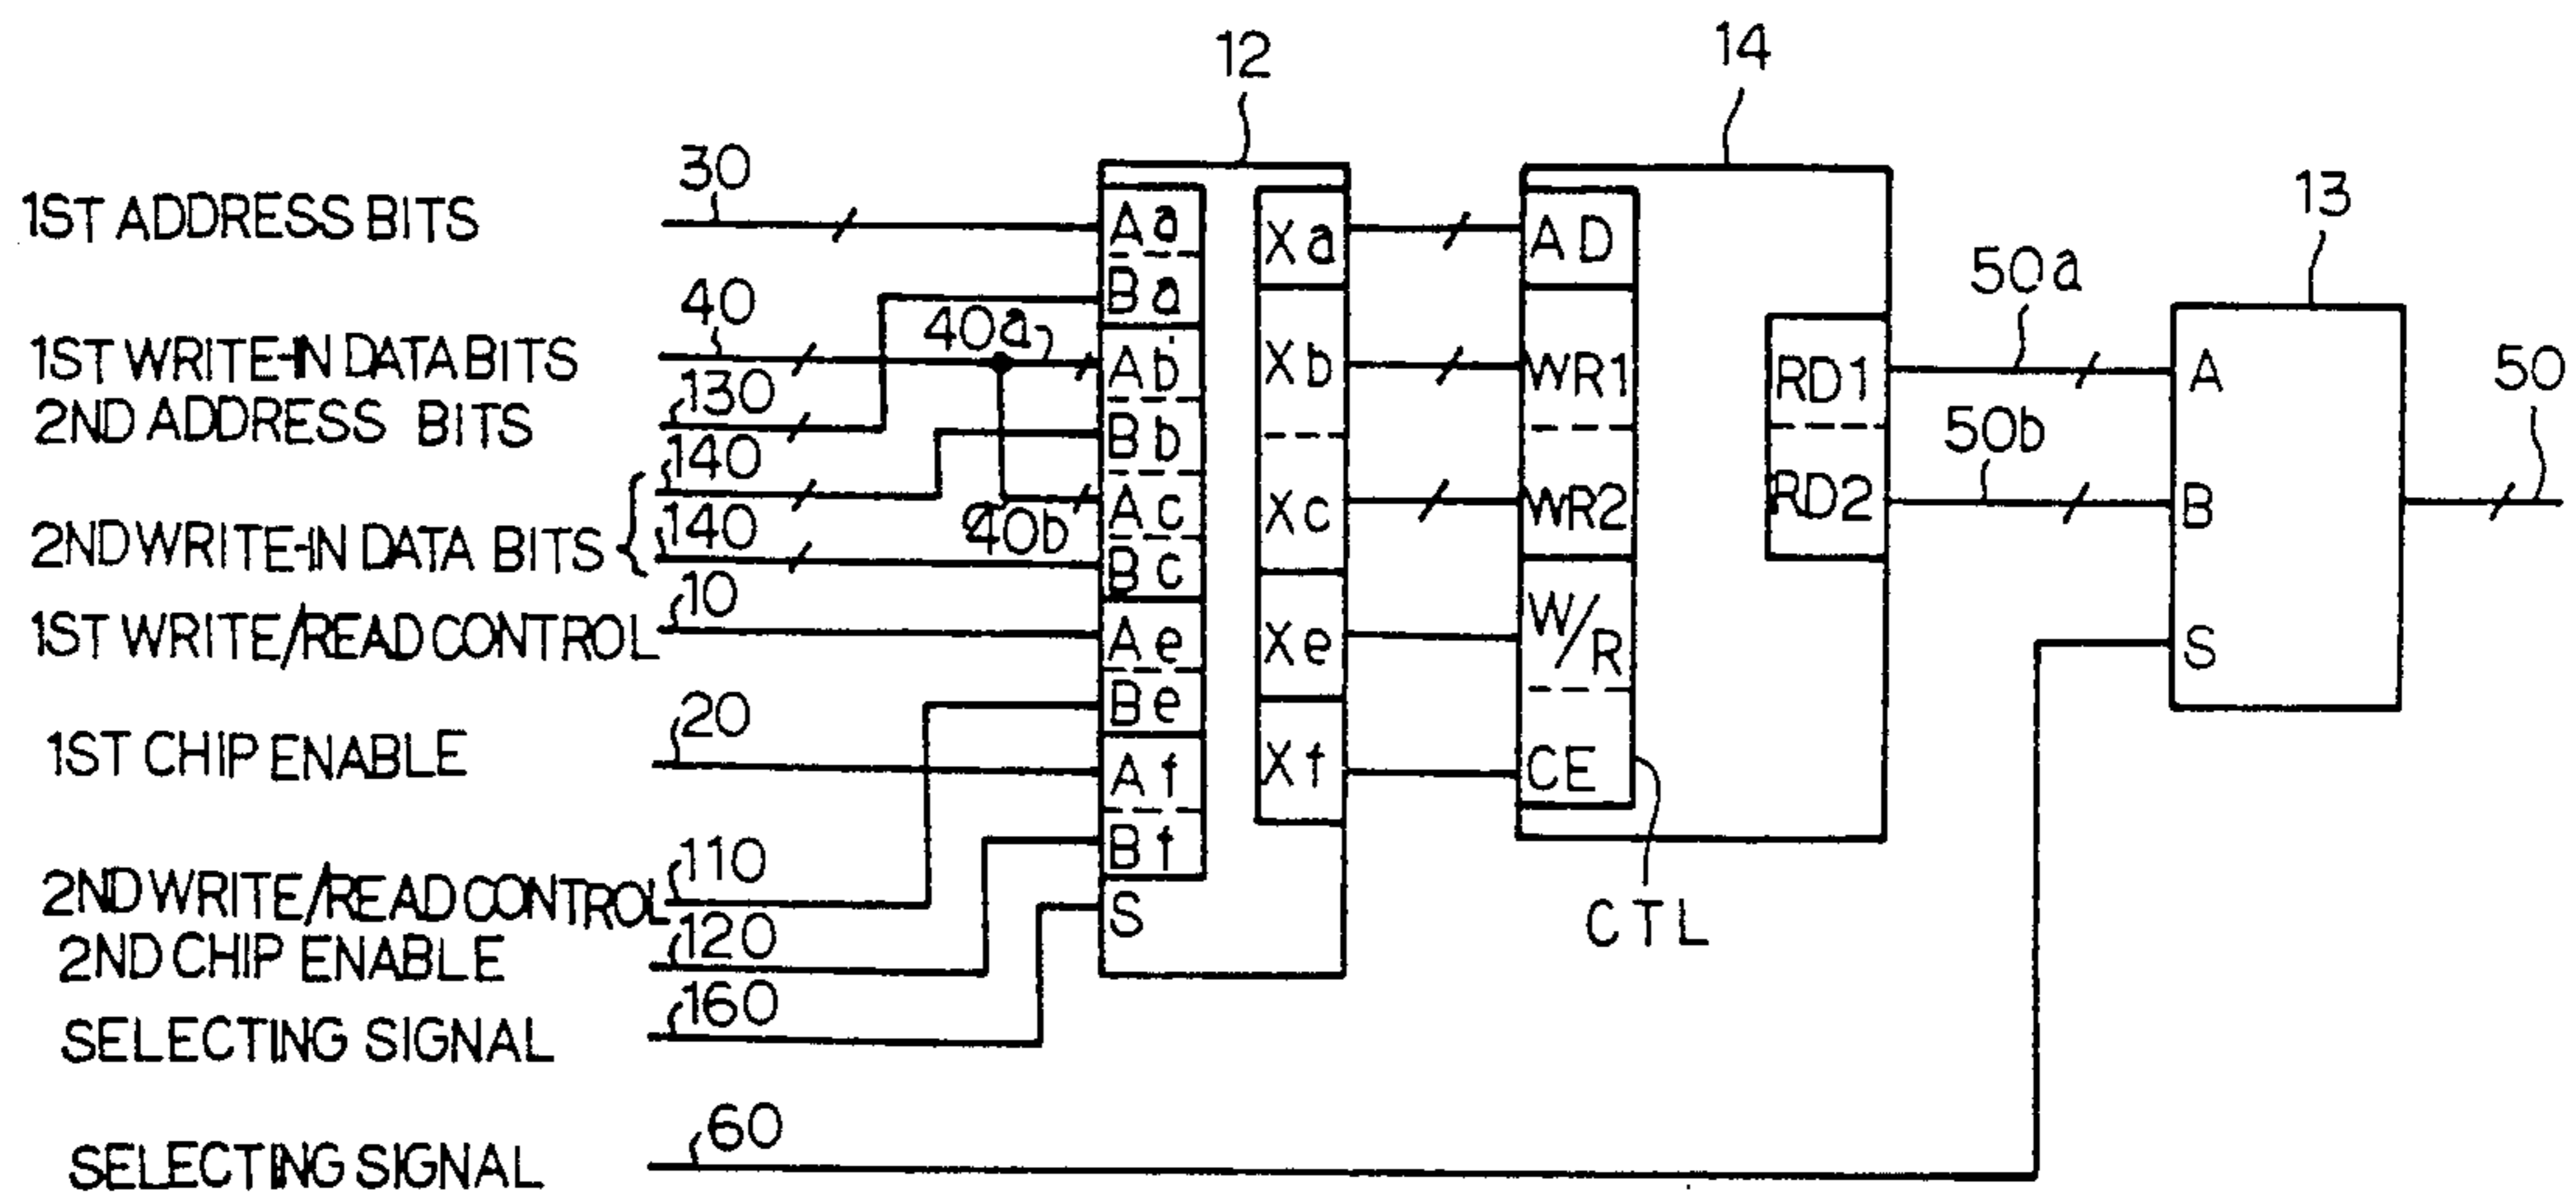 12
14
13
1ST ADDRESS BITS
30
1ST WRITE-IN DATA BITS
40
40a
2ND ADDRESS BITS
130
2ND WRITE-IN DATA BITS {
140
140
40b
1ST WRITE/READ CONTROL
10
1ST CHIP ENABLE
20
2ND WRITE/READ CONTROL
110
2ND CHIP ENABLE
120
SELECTING SIGNAL
160
SELECTING SIGNAL
60
Aa
Ba
Ab
Bb
Ac
Bc
Ae
Be
Af
Bf
S
Xa
Xb
Xc
Xe
Xf
AD
WR1
WR2
W/R
CE
CTL
RD1
RD2
50a
50b
A
B
S
50